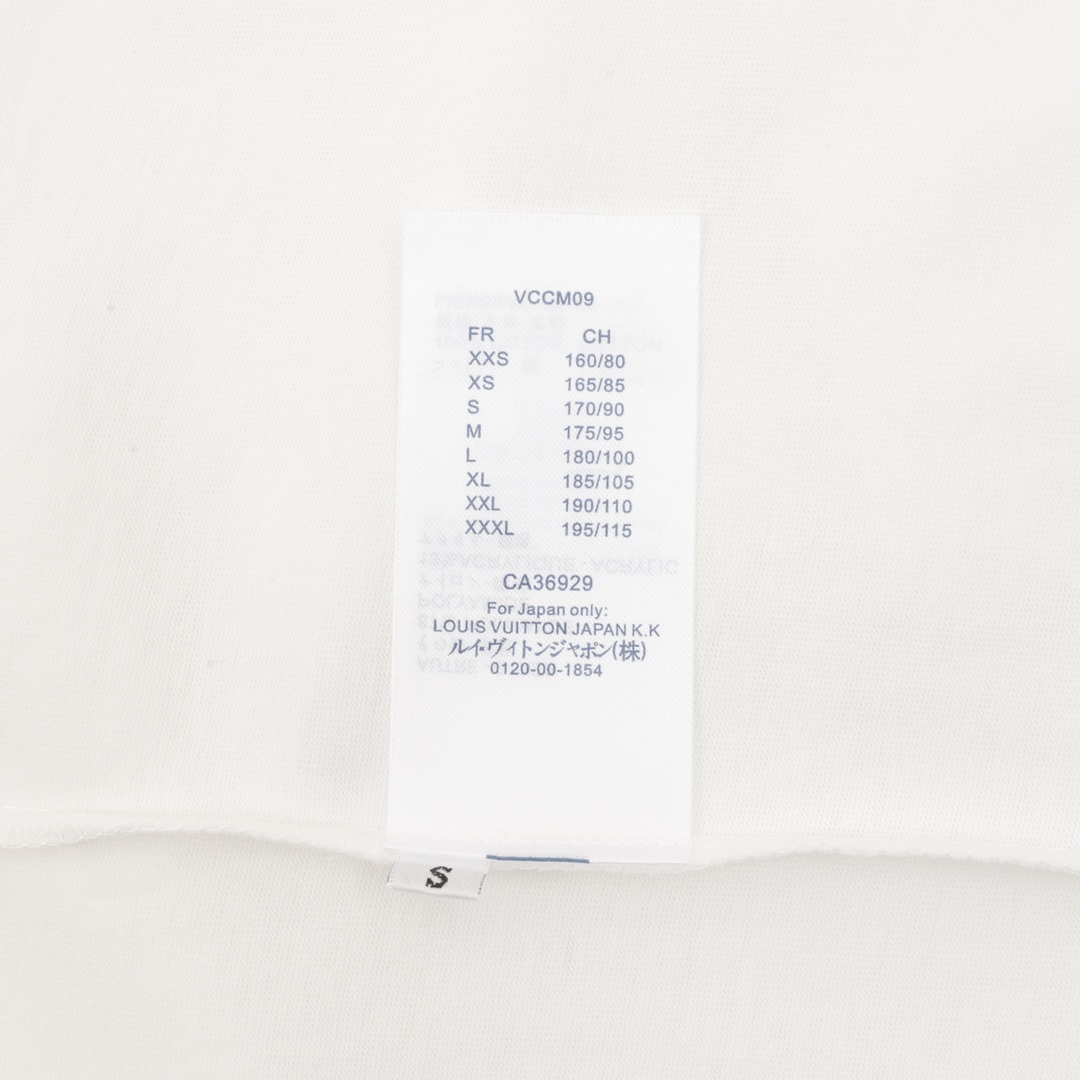 VCCM09
FR CH
XXS 160/80
XS 165/85
S 170/90
M 175/95
L 180/100
XL 185/105
XXL 190/110
XXXL 195/115
CA36929
For Japan only:
LOUIS VUITTON JAPAN K.K
ルイ・ヴィトンジャポン(株)
0120-00-1854
S